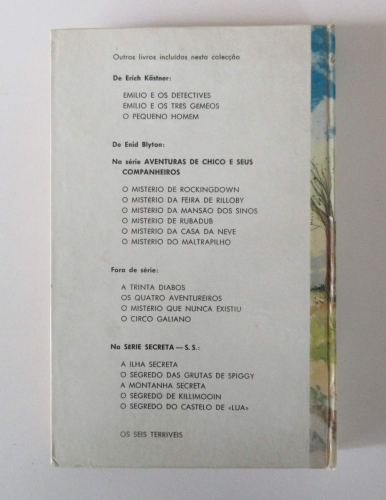 Outros livros incluídos nesta colecção
De Erich Kästner:
EMILIO E OS DETECTIVES
EMILIO E OS TRES GEMEOS
O PEQUENO HOMEM
De Enid Blyton:
Na série AVENTURAS DE CHICO E SEUS
COMPANHEIROS
O MISTERIO DE ROCKINGDOWN
O MISTERIO DA FEIRA DE RILLOBY
O MISTERIO DA MANSÃO DOS SINOS
O MISTERIO DE RUBADUB
O MISTERIO DA CASA DA NEVE
O MISTERIO DO MALTRAPILHO
Fora de série:
A TRINTA DIABOS
OS QUATRO AVENTUREIROS
O MISTERIO QUE NUNCA EXISTIU
O CIRCO GALIANO
Na SERIE SECRETA — S. S.:
A ILHA SECRETA
O SEGREDO DAS GRUTAS DE SPIGGY
A MONTANHA SECRETA
O SEGREDO DE KILLIMOOIN
O SEGREDO DO CASTELO DE «LUA»
OS SEIS TERRIVEIS